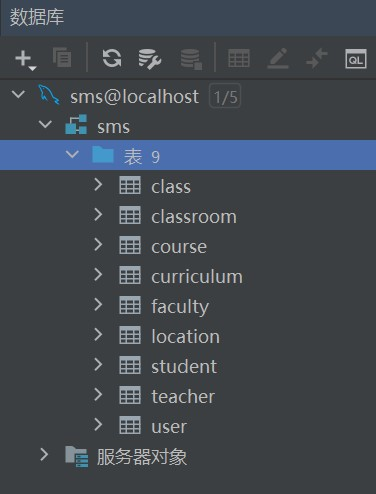 数据库
QL
sms@localhost 1/5
sms
表 9
class
classroom
course
curriculum
faculty
location
student
teacher
user
服务器对象